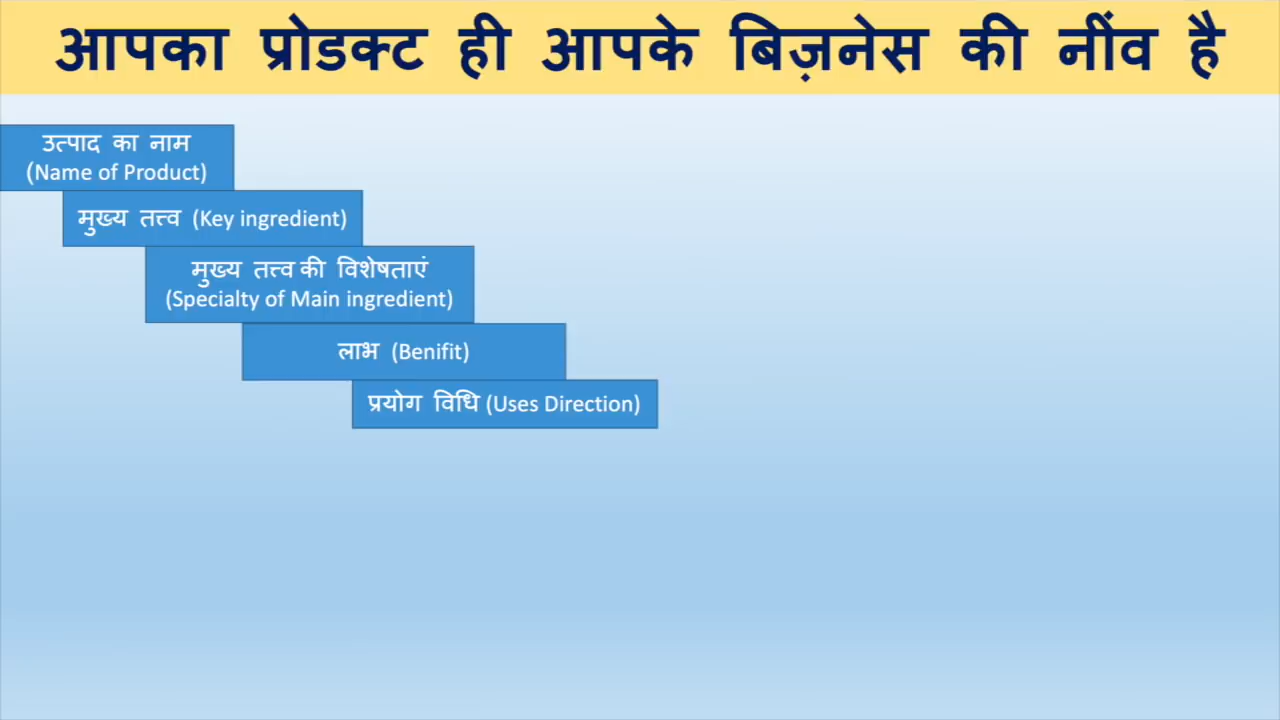 आपका प्रोडक्ट ही आपके बिज़नेस की नींव है
उत्पाद का नाम
(Name of Product)
मुख्य तत्त्व (Key ingredient)
मुख्य तत्त्व की विशेषताएं
(Specialty of Main ingredient)
लाभ (Benifit)
प्रयोग विधि (Uses Direction)